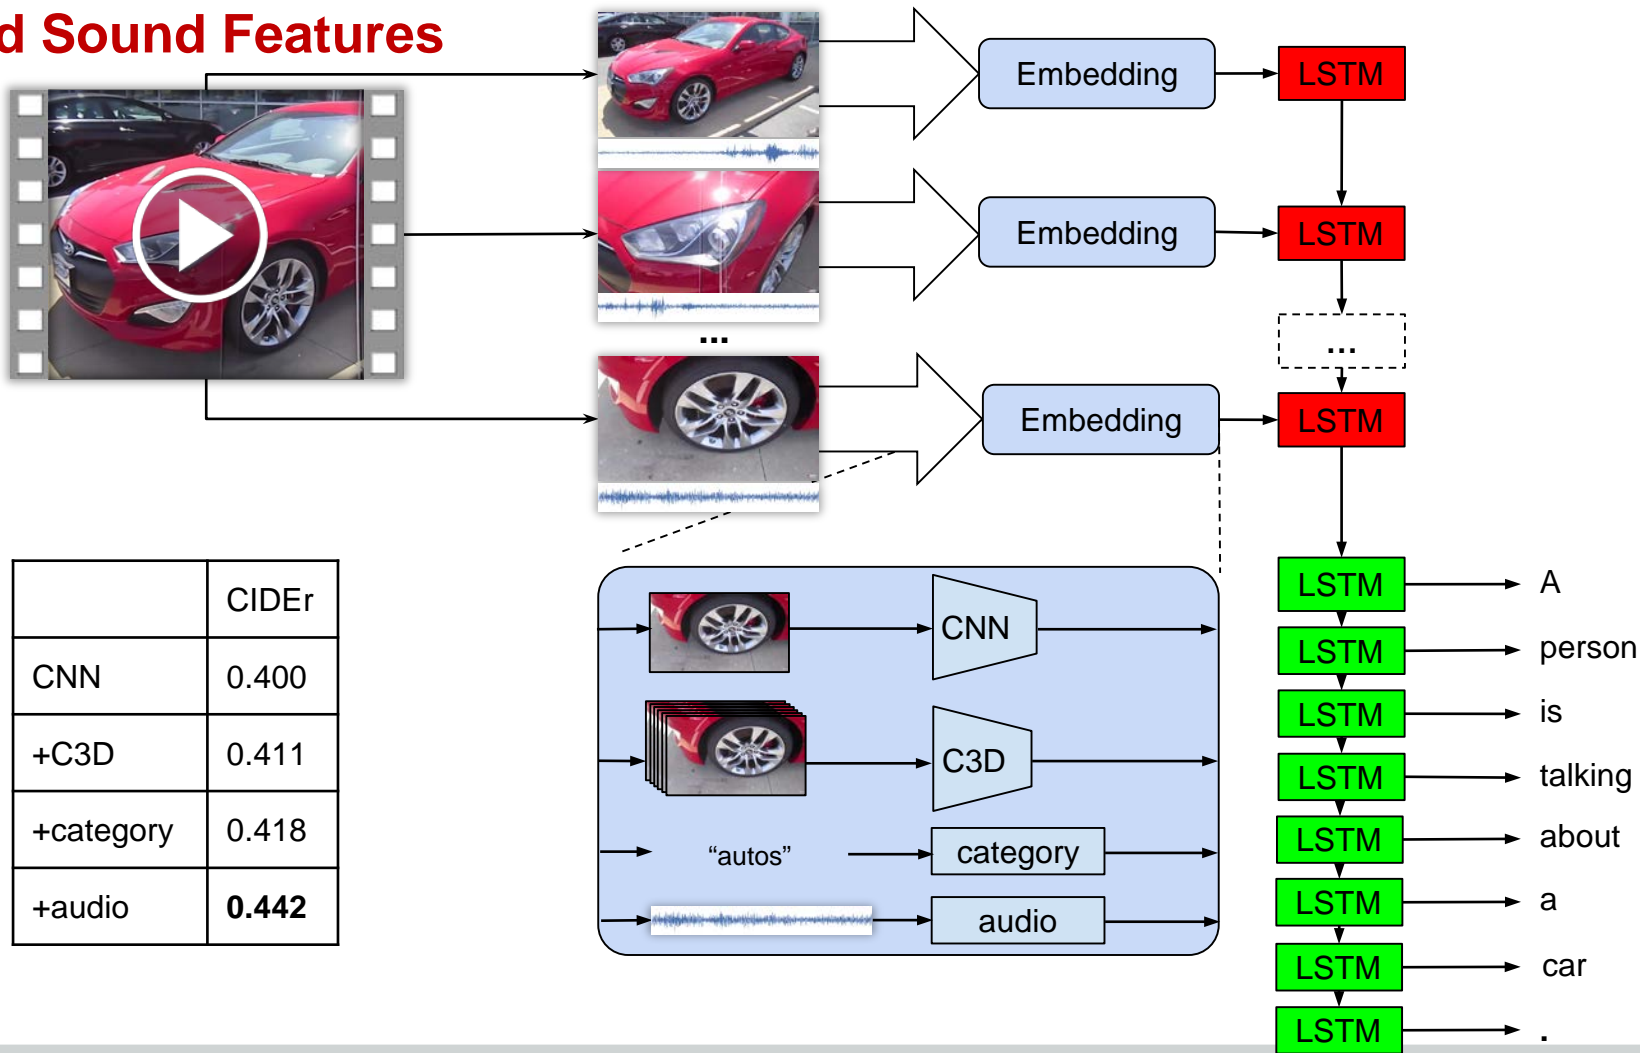 d Sound Features
Embedding
LSTM
Embedding
LSTM
...
...
Embedding
LSTM
CIDEr
CNN 0.400
+C3D 0.411
+category 0.418
+audio 0.442
CNN
C3D
“autos”
category
audio
LSTM A
LSTM person
LSTM is
LSTM talking
LSTM about
LSTM a
LSTM car
LSTM .